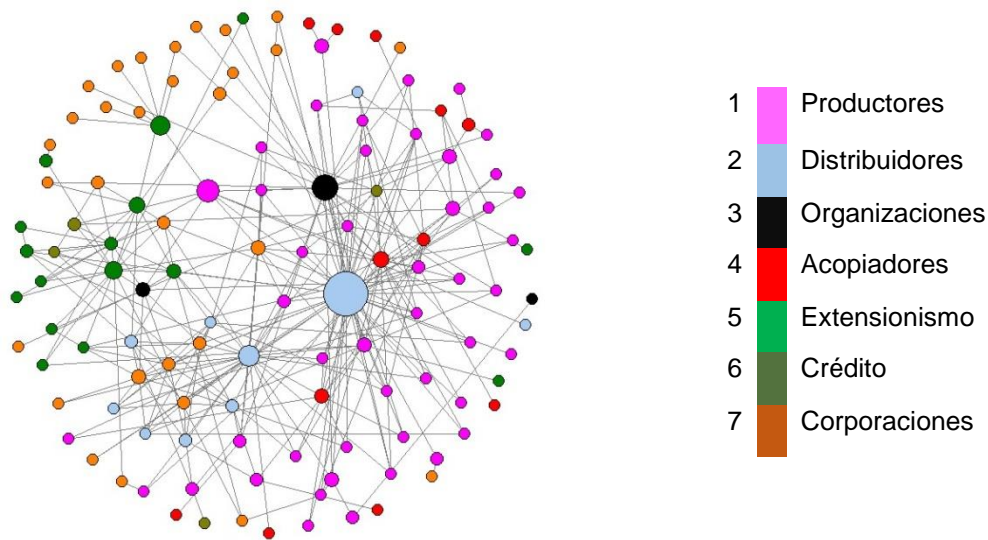 1 Productores
2 Distribuidores
3 Organizaciones
4 Acopiadores
5 Extensionismo
6 Crédito
7 Corporaciones